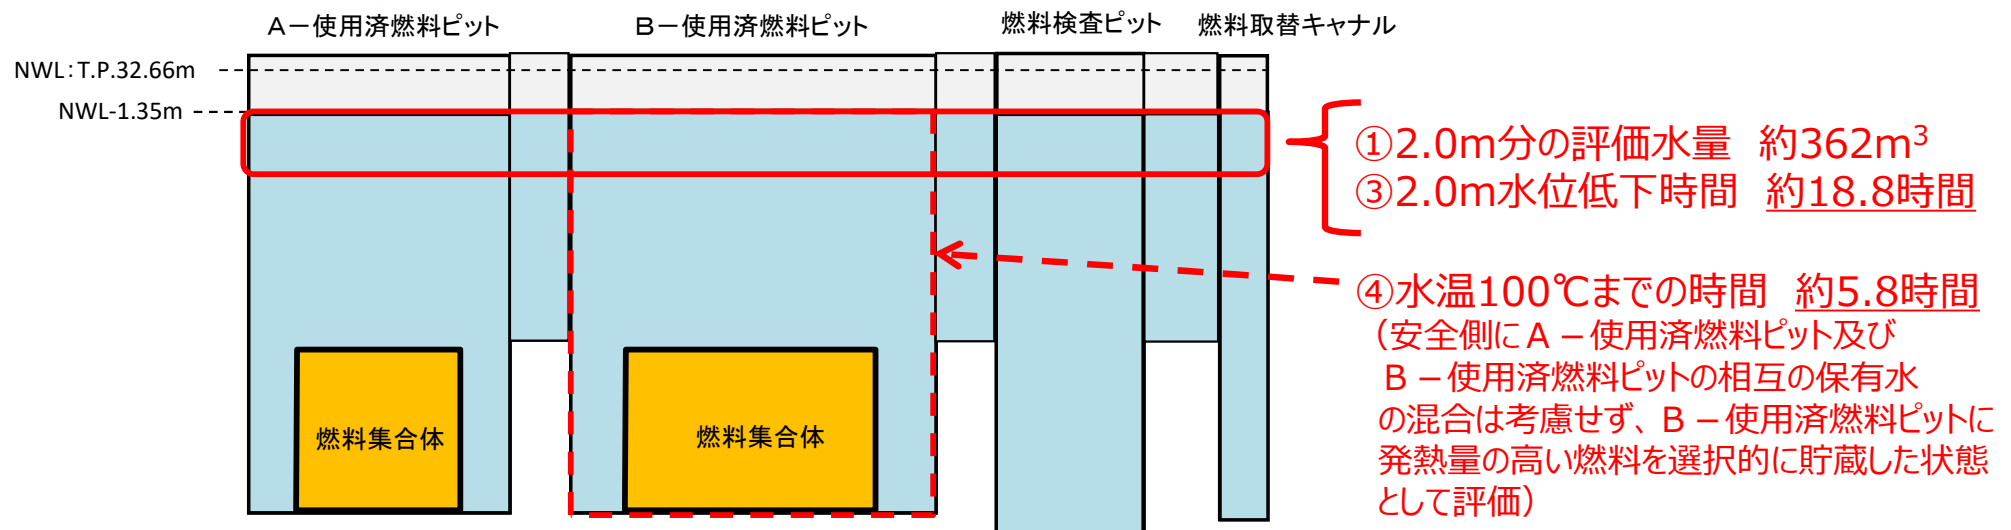 A－使用済燃料ピット
B－使用済燃料ピット
燃料検査ピット
燃料取替キャナル
NWL：T.P.32.66m
NWL-1.35m
①2.0m分の評価水量　約362m³
③2.0m水位低下時間　約18.8時間
④水温100℃までの時間　約5.8時間
（安全側にA－使用済燃料ピット及び
B－使用済燃料ピットの相互の保有水
の混合は考慮せず、B－使用済燃料ピットに
発熱量の高い燃料を選択的に貯蔵した状態
として評価）
燃料集合体
燃料集合体